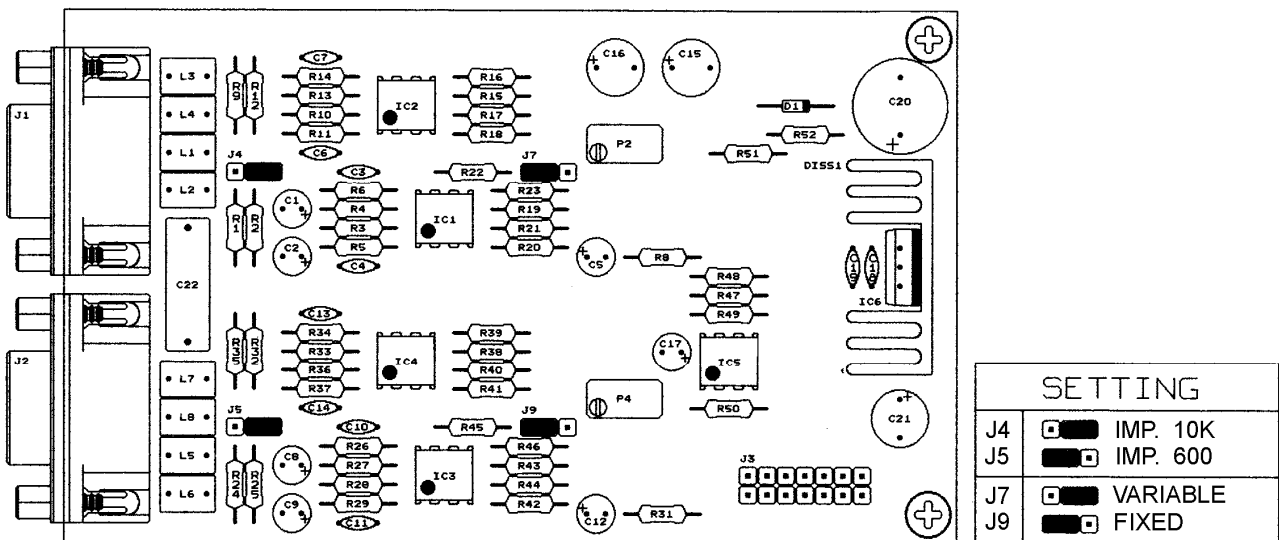 C7
C16
C15
L3
R9
R12
R14
R16
J1
R13
IC2
R15
C20
L4
R10
R17
D1
R11
R18
R52
L1
C6
P2
R51
J4
J7
DISS1
C3
R22
L2
R6
R23
C1
R4
R19
R1
R2
R3
IC1
R21
C2
R5
R20
C5
R8
C4
C19
C18
C22
R48
IC6
R47
C13
R49
R34
R39
R35
R32
R33
R38
C17
J2
R36
IC4
R40
IC5
L7
R37
R41
P4
C14
R50
L8
J5
J9
C21
C10
R45
R26
R46
L5
C8
R27
R43
J3
R24
R25
R28
IC3
R44
L6
R29
R42
C9
C11
C12
R31
SETTING
J4 IMP. 10K
J5 IMP. 600
J7 VARIABLE
J9 FIXED